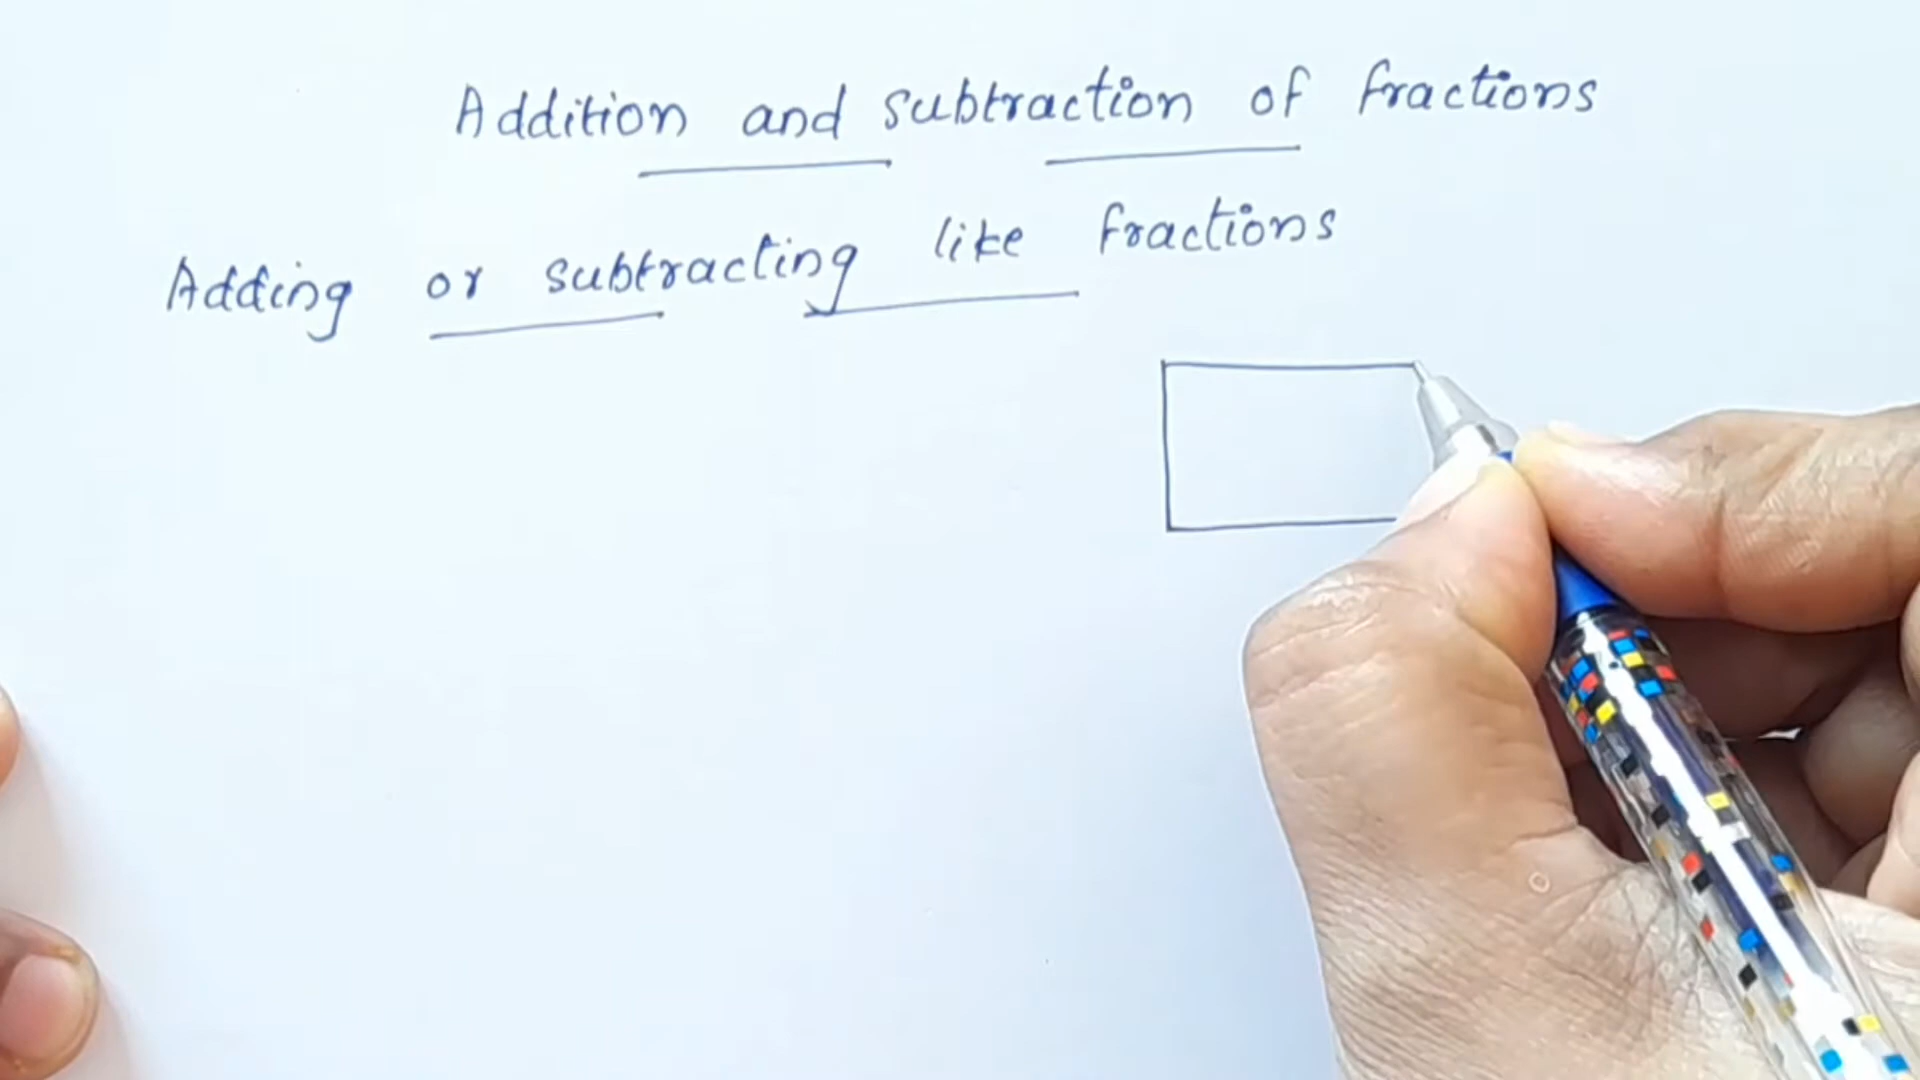 Addition and subtraction of fractions
Adding or subtracting like fractions